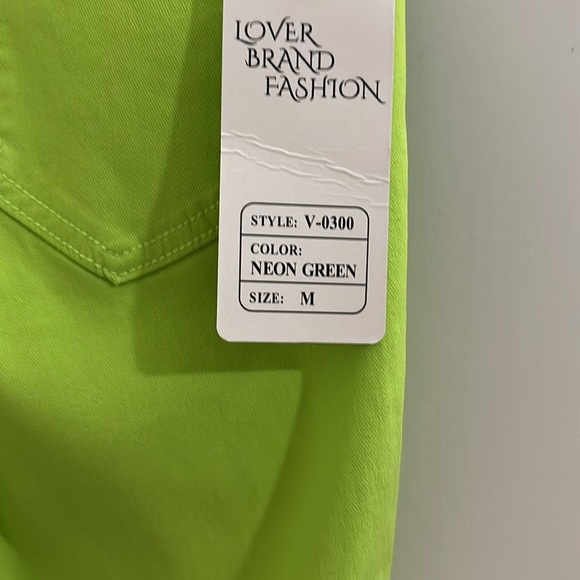 LOVER
BRAND
FASHION
STYLE: V-0300
COLOR:
NEON GREEN
SIZE: M